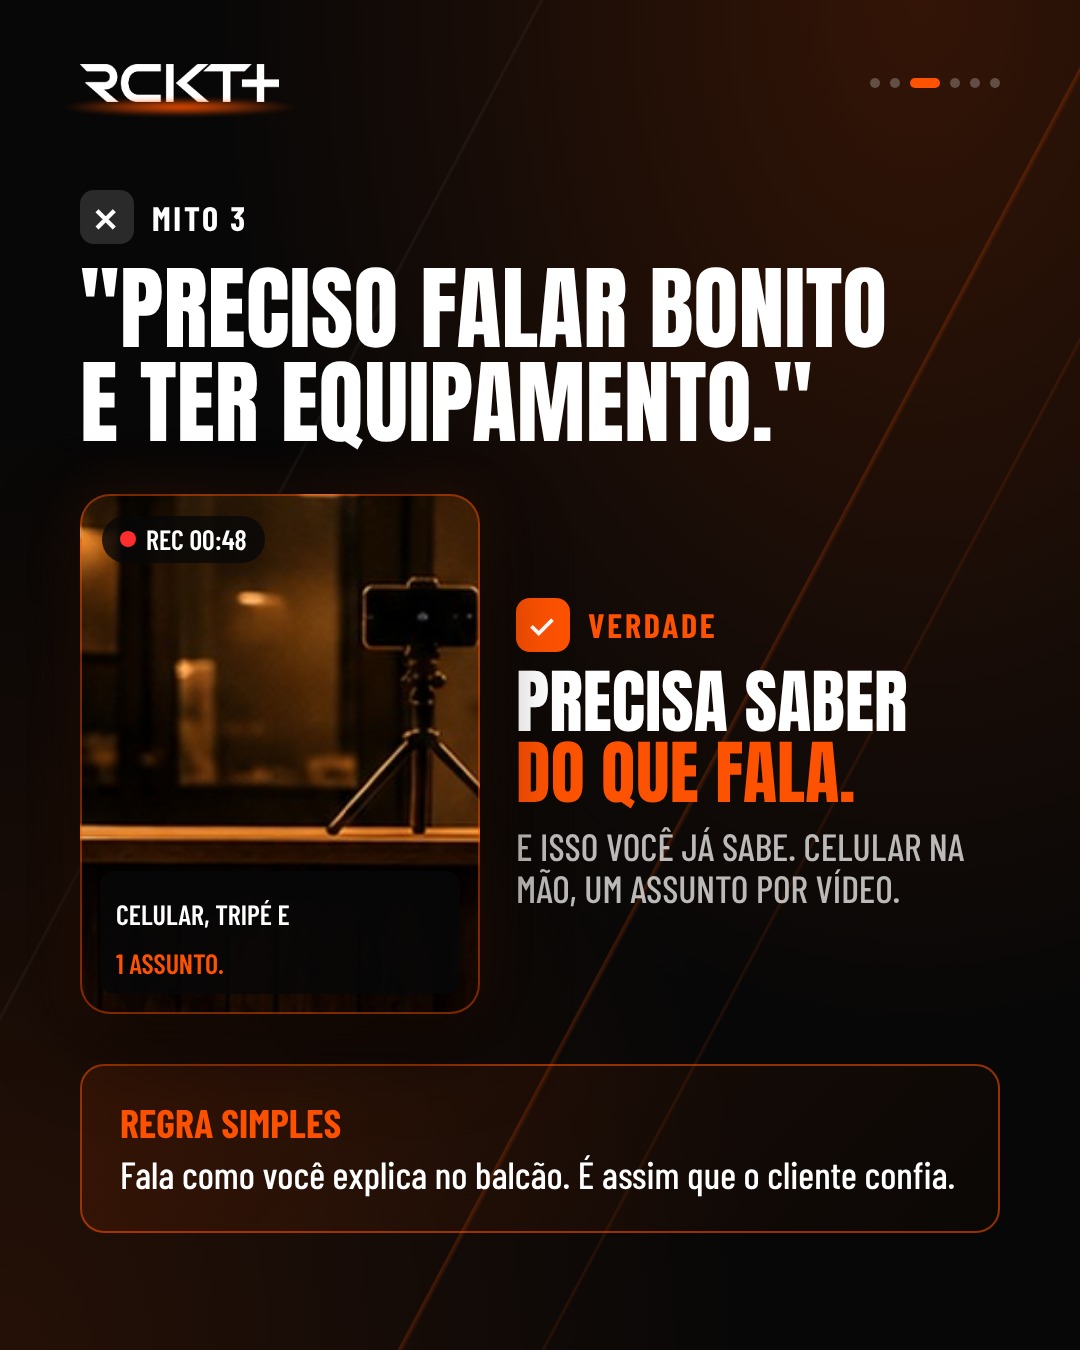 RCKT+
MITO 3
"PRECISO FALAR BONITO
E TER EQUIPAMENTO."
REC 00:48
CELULAR, TRIPÉ E
1 ASSUNTO.
VERDADE
PRECISA SABER
DO QUE FALA.
E ISSO VOCÊ JÁ SABE. CELULAR NA
MÃO, UM ASSUNTO POR VÍDEO.
REGRA SIMPLES
Fala como você explica no balcão. É assim que o cliente confia.